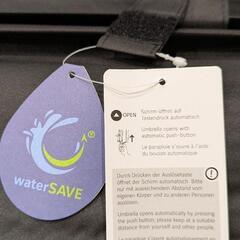 waterSAVE
®
OPEN
Schirm öffnet auf
Tastendruck automatisch
Umbrella opens with
automatic push-button
Le parapluie s'ouvre à l'aide
du bouton automatique
Durch Drücken der Auslösetaste
öffnet der Schirm automatisch. Bitte
nur mit ausreichendem Abstand vom
eigenen Körper und zu anderen Personen
öffnen.
Umbrella opens automatically by pressing
the push button, please keep at a suitable
distance from yourself and other people
when opening.